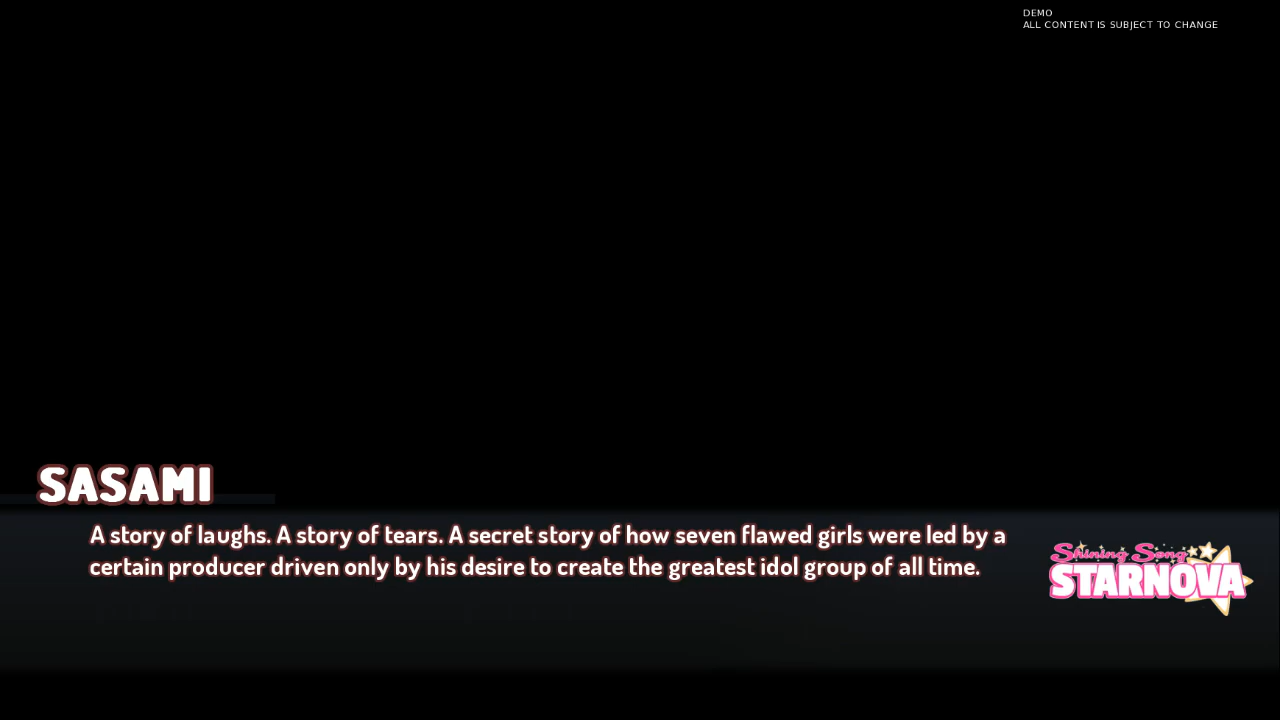 DEMO
ALL CONTENT IS SUBJECT TO CHANGE
SASAMI
A story of laughs. A story of tears. A secret story of how seven flawed girls were led by a
certain producer driven only by his desire to create the greatest idol group of all time.
Shining Song
STARNOVA